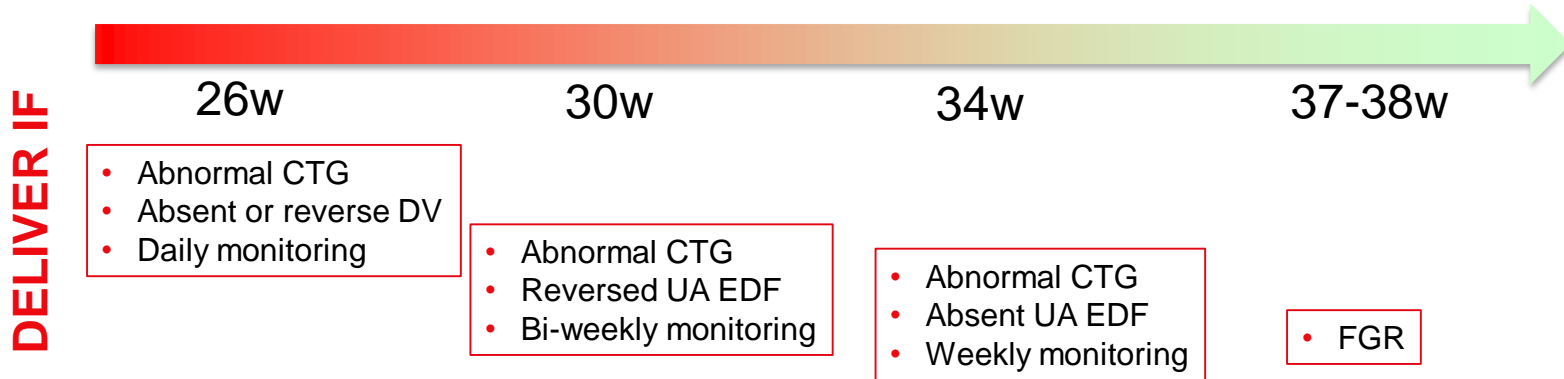 DELIVER IF
26w
30w
34w
37-38w
• Abnormal CTG
• Absent or reverse DV
• Daily monitoring
• Abnormal CTG
• Reversed UA EDF
• Bi-weekly monitoring
• Abnormal CTG
• Absent UA EDF
• Weekly monitoring
• FGR